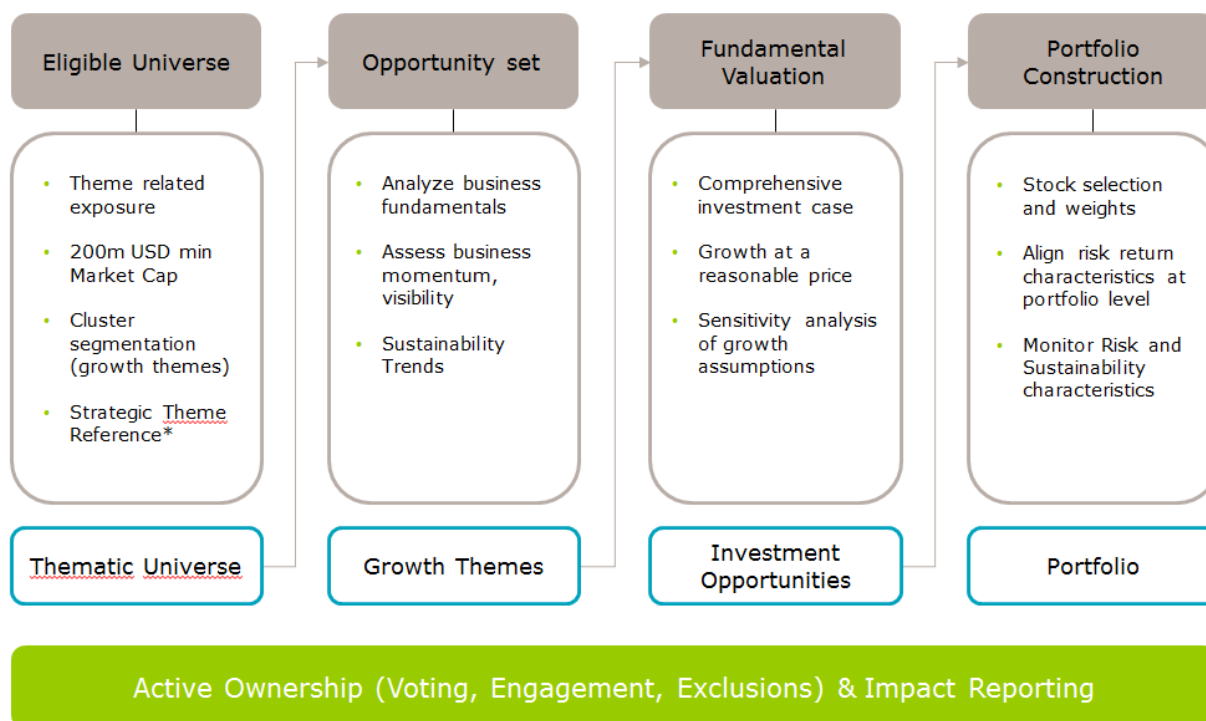 Eligible Universe
Theme related
exposure
200m USD min
Market Cap
Cluster
segmentation
(growth themes)
Strategic Theme
Reference*
Thematic Universe
Opportunity set
Analyze business
fundamentals
Assess business
momentum,
visibility
Sustainability
Trends
Growth Themes
Fundamental
Valuation
Comprehensive
investment case
Growth at a
reasonable price
Sensitivity analysis
of growth
assumptions
Investment
Opportunities
Portfolio
Construction
Stock selection
and weights
Align risk return
characteristics at
portfolio level
Monitor Risk and
Sustainability
characteristics
Portfolio
Active Ownership (Voting, Engagement, Exclusions) & Impact Reporting